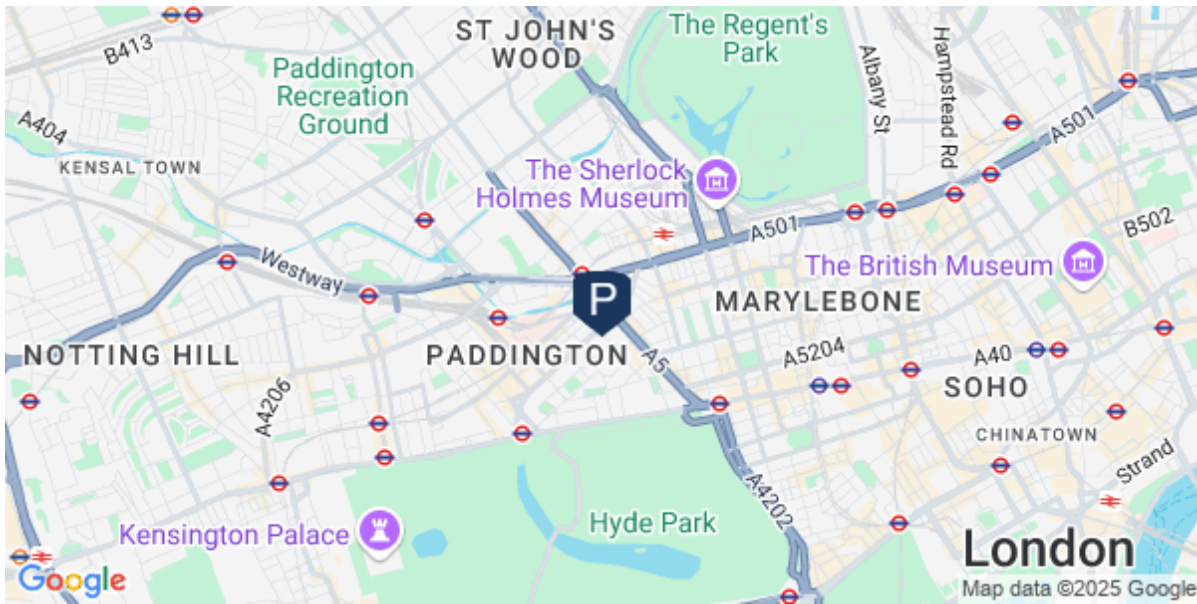 ST JOHN'S
WOOD
The Regent's
Park
B413
Paddington
Recreation
Ground
Albany St
Hampstead Rd
A501
A404
KENSAL TOWN
The Sherlock
Holmes Museum
A501
B502
Westway
The British Museum
P
MARYLEBONE
NOTTING HILL
PADDINGTON
A5
A5204
A40
SOHO
A4206
CHINATOWN
Strand
A4202
Kensington Palace
Hyde Park
London
Google
Map data ©2025 Google